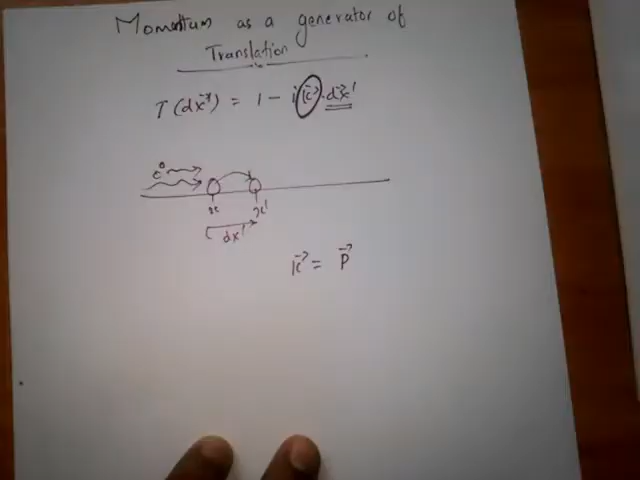 Momentum as a generator of
Translation
T(dx⃗') = 1 - i k⃗ · dx⃗'
x x'
dx'
k⃗ = p⃗